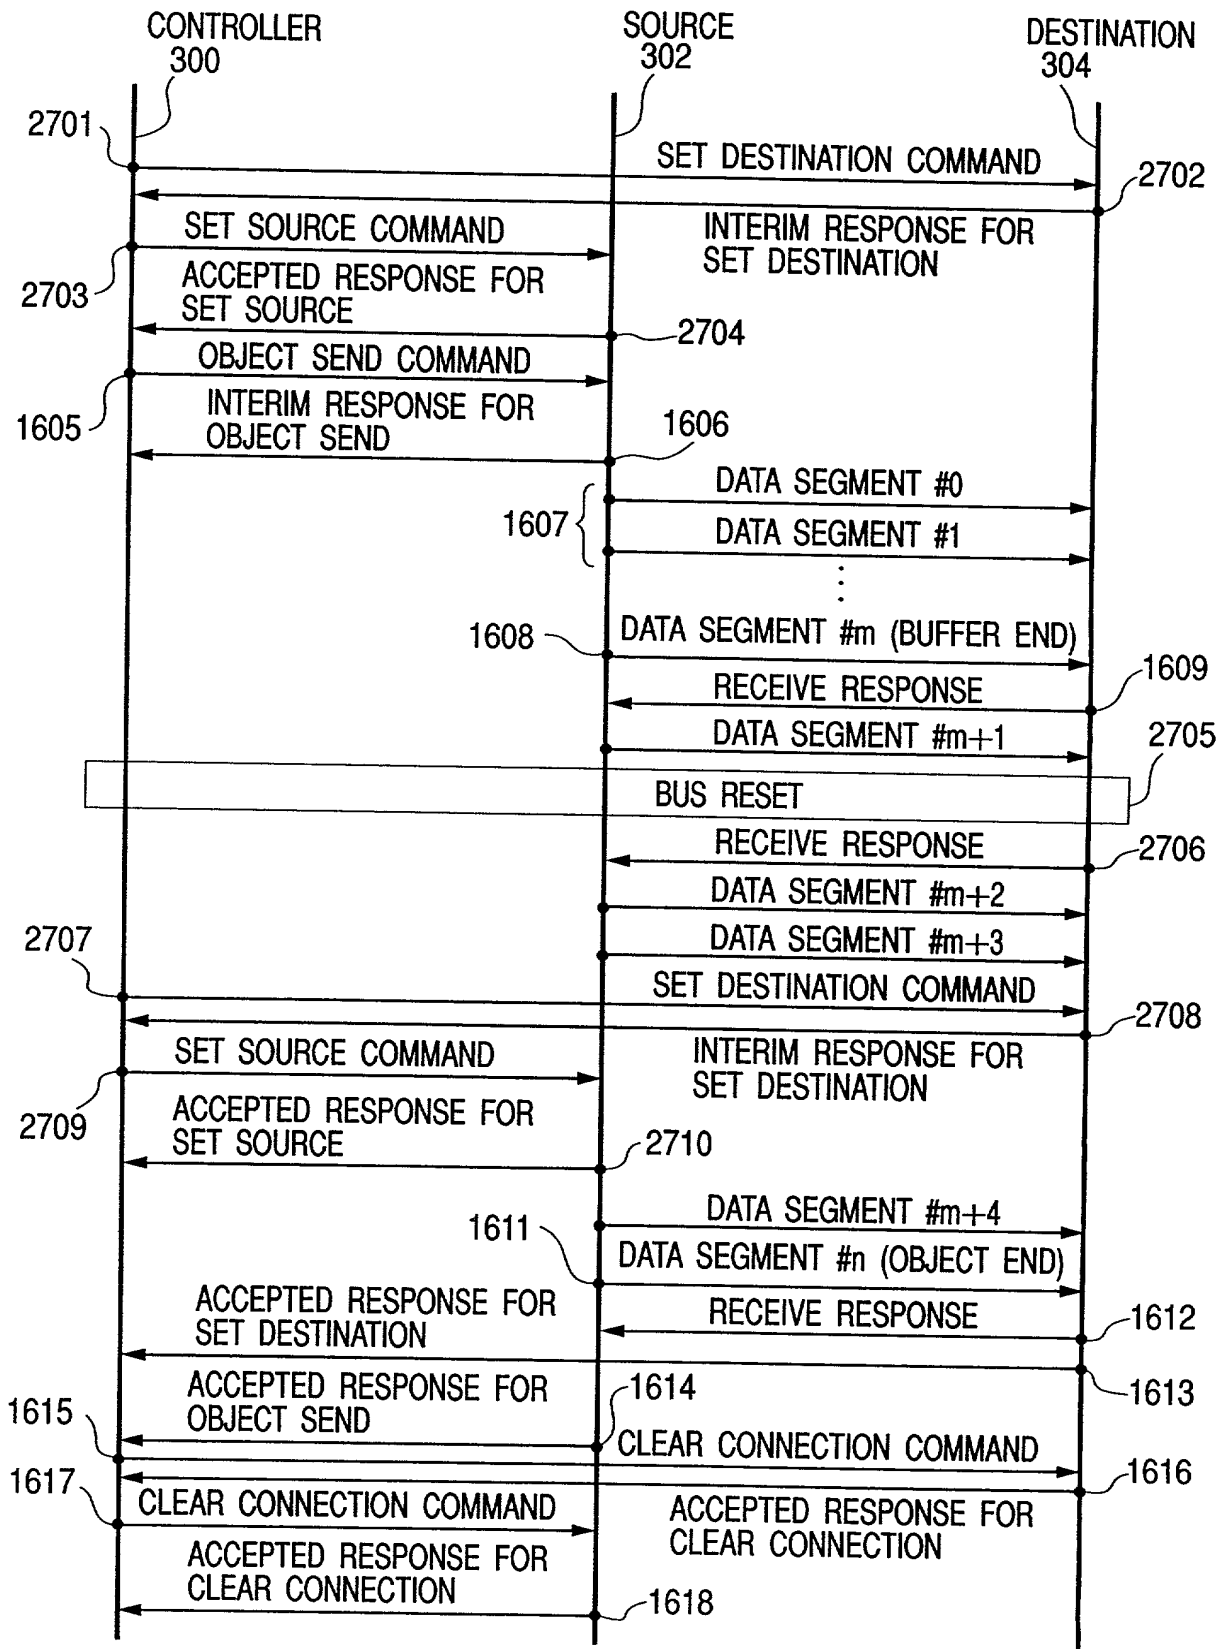 CONTROLLER
300
SOURCE
302
DESTINATION
304
2701
SET DESTINATION COMMAND
2702
SET SOURCE COMMAND
INTERIM RESPONSE FOR
SET DESTINATION
2703
ACCEPTED RESPONSE FOR
SET SOURCE
2704
OBJECT SEND COMMAND
1605
INTERIM RESPONSE FOR
OBJECT SEND
1606
DATA SEGMENT #0
1607
DATA SEGMENT #1
1608
DATA SEGMENT #m (BUFFER END)
RECEIVE RESPONSE
1609
DATA SEGMENT #m+1
2705
BUS RESET
RECEIVE RESPONSE
2706
DATA SEGMENT #m+2
DATA SEGMENT #m+3
2707
SET DESTINATION COMMAND
2708
SET SOURCE COMMAND
INTERIM RESPONSE FOR
SET DESTINATION
2709
ACCEPTED RESPONSE FOR
SET SOURCE
2710
DATA SEGMENT #m+4
1611
DATA SEGMENT #n (OBJECT END)
ACCEPTED RESPONSE FOR
SET DESTINATION
RECEIVE RESPONSE
1612
1613
ACCEPTED RESPONSE FOR
OBJECT SEND
1614
1615
CLEAR CONNECTION COMMAND
1616
1617
CLEAR CONNECTION COMMAND
ACCEPTED RESPONSE FOR
CLEAR CONNECTION
ACCEPTED RESPONSE FOR
CLEAR CONNECTION
1618